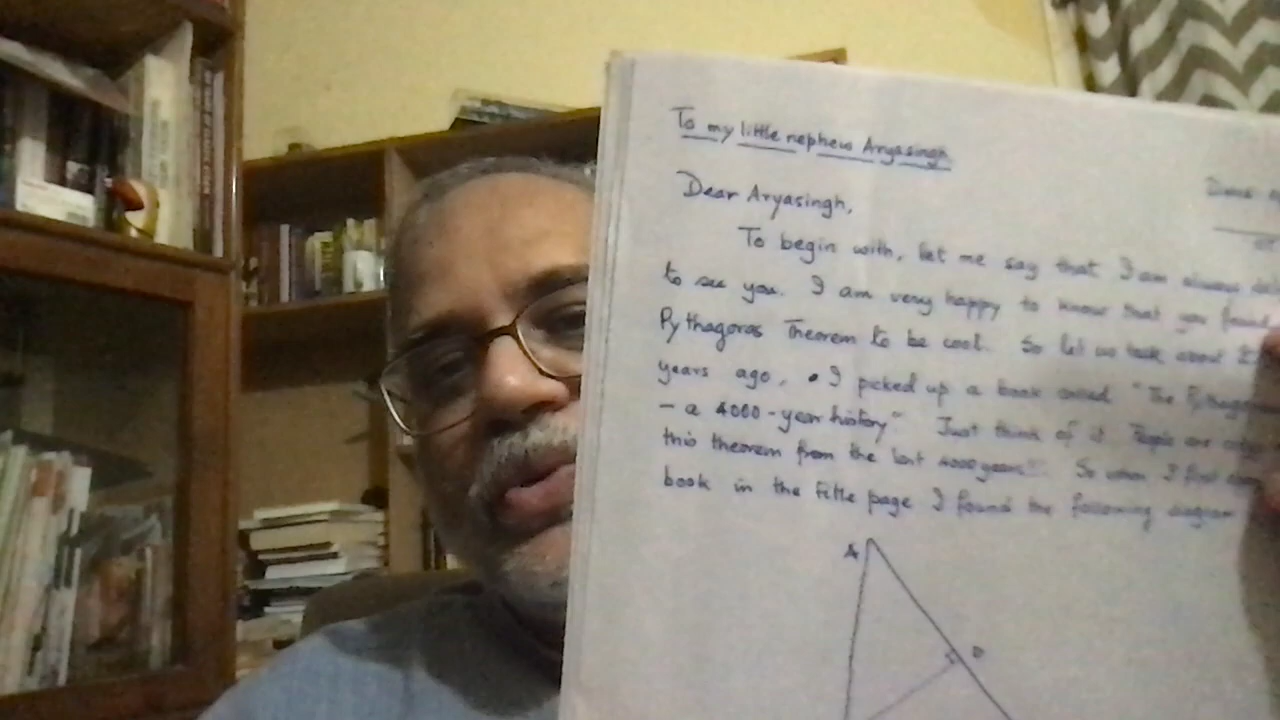 To my little nephew Aryasingh
Dear Aryasingh,
To begin with, let me say that I am always
to see you. I am very happy to know that you found
Pythagoras Theorem to be cool. So let us talk about
years ago, I picked up a book called "The
- a 4000-year history" Just think of it. People are
this theorem from the last 4000 years!! So when I first
book in the title page I found the following diagram
A
D